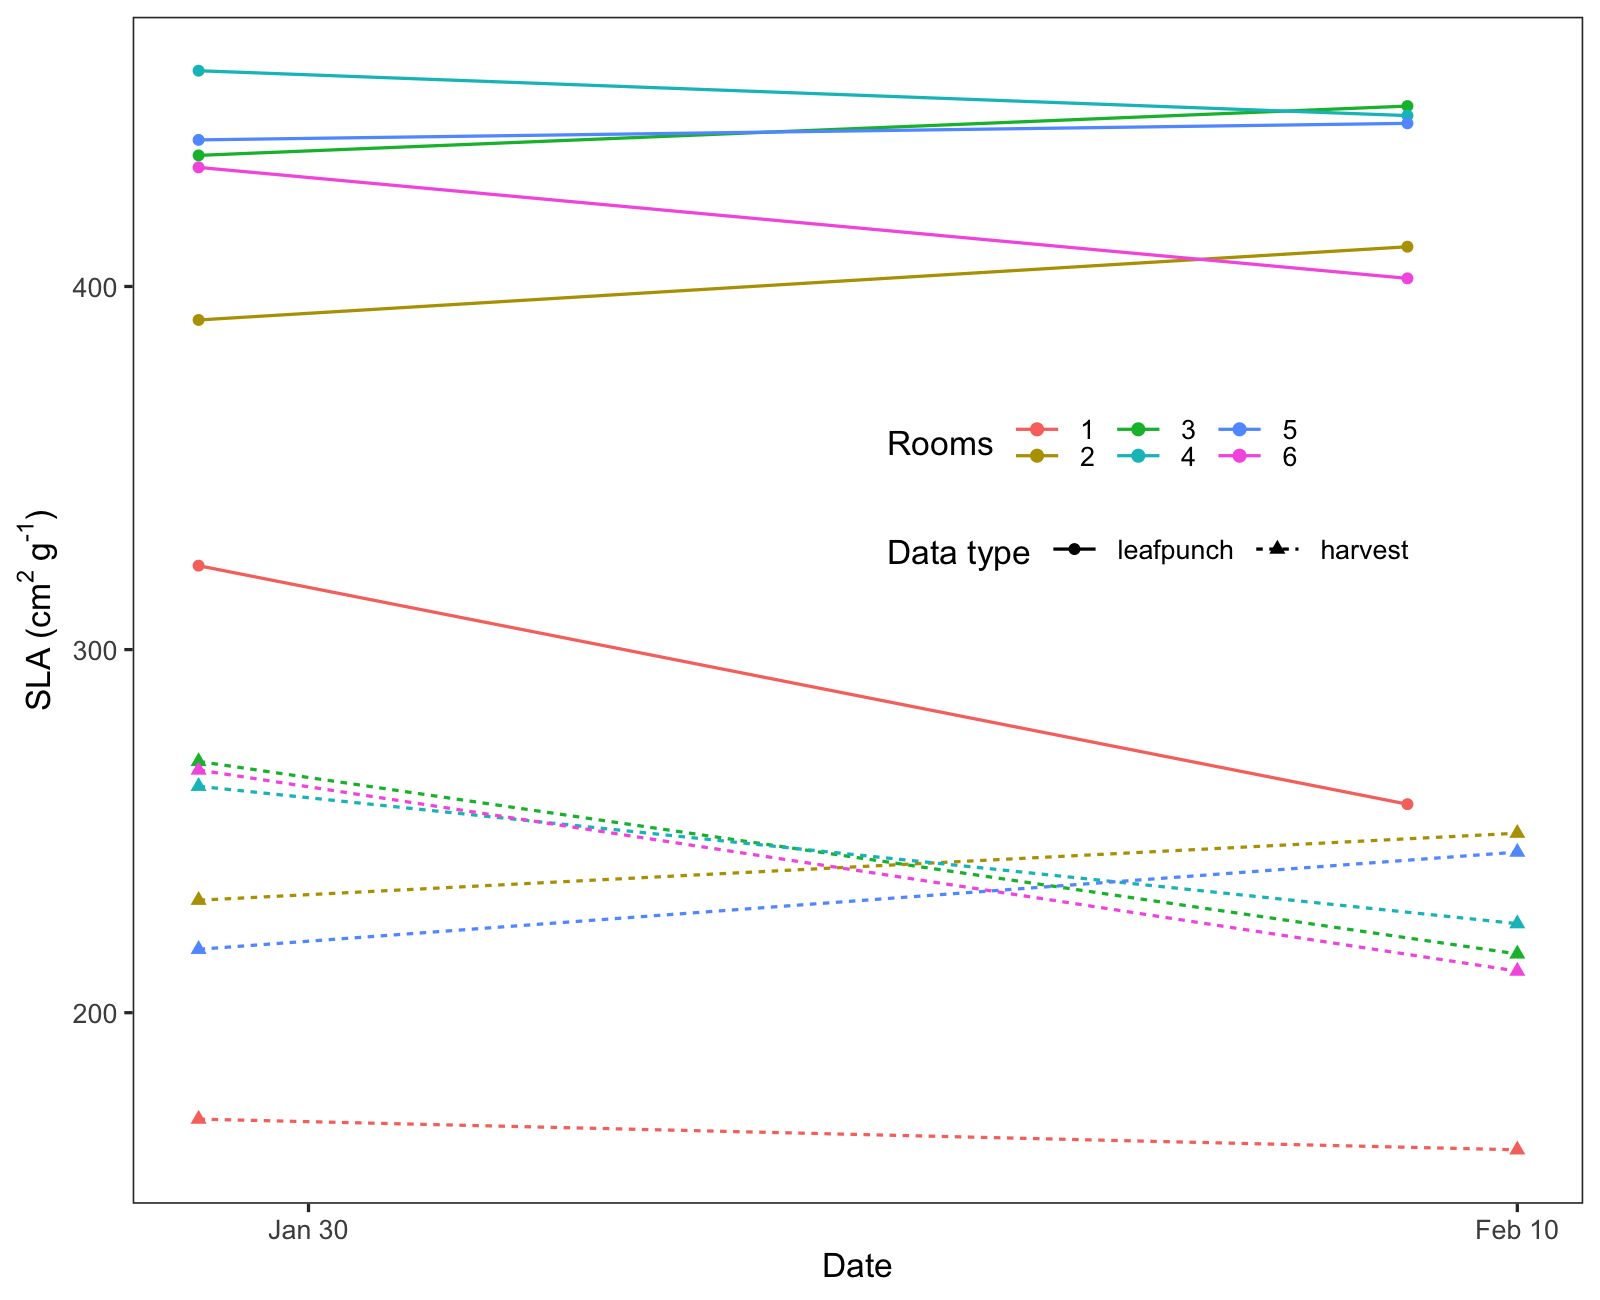 400
300
200
SLA (cm² g⁻¹)
Rooms 1 3 5
2 4 6
Data type leafpunch harvest
Jan 30 Feb 10
Date